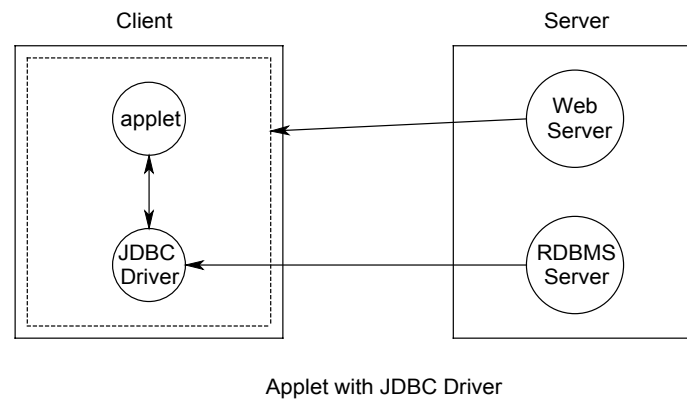 Client
Server
applet
Web
Server
JDBC
Driver
RDBMS
Server
Applet with JDBC Driver